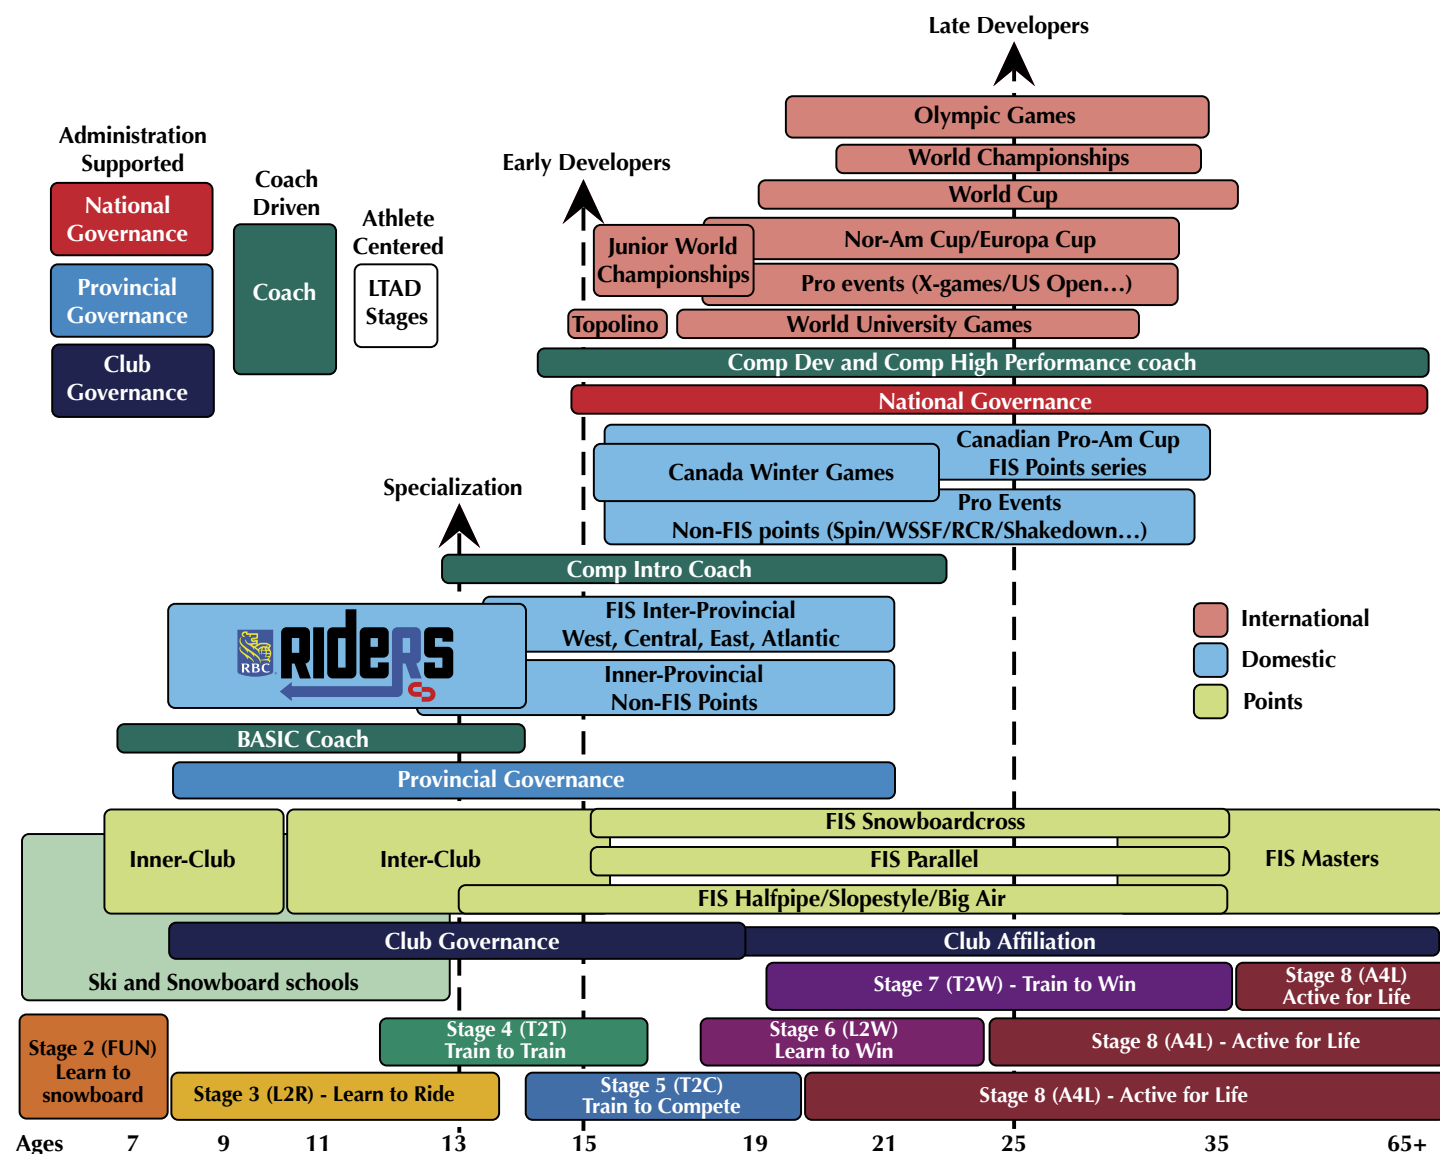 Late Developers
Olympic Games
World Championships
World Cup
Administration
Supported
National
Governance
Provincial
Governance
Club
Governance
Coach
Driven
Coach
Athlete
Centered
LTAD
Stages
Early Developers
Junior World
Championships
Nor-Am Cup/Europa Cup
Pro events (X-games/US Open…)
Topolino
World University Games
Comp Dev and Comp High Performance coach
National Governance
Canadian Pro-Am Cup
FIS Points series
Canada Winter Games
Pro Events
Non-FIS points (Spin/WSSF/RCR/Shakedown…)
Specialization
Comp Intro Coach
FIS Inter-Provincial
West, Central, East, Atlantic
RBC
RIDERS
Inner-Provincial
Non-FIS Points
International
Domestic
Points
BASIC Coach
Provincial Governance
Inner-Club
Inter-Club
FIS Snowboardcross
FIS Parallel
FIS Halfpipe/Slopestyle/Big Air
FIS Masters
Club Governance
Club Affiliation
Ski and Snowboard schools
Stage 7 (T2W) - Train to Win
Stage 8 (A4L)
Active for Life
Stage 2 (FUN)
Learn to
snowboard
Stage 4 (T2T)
Train to Train
Stage 6 (L2W)
Learn to Win
Stage 8 (A4L) - Active for Life
Stage 3 (L2R) - Learn to Ride
Stage 5 (T2C)
Train to Compete
Stage 8 (A4L) - Active for Life
Ages 7 9 11 13 15 19 21 25 35 65+